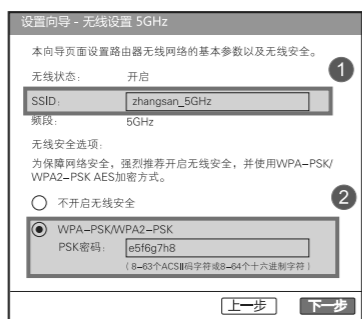 设置向导 - 无线设置 5GHz
本向导页面设置路由器无线网络的基本参数以及无线安全。
无线状态： 开启
1
SSID： zhangsan_5GHz
频段： 5GHz
无线安全选项：
为保障网络安全，强烈推荐开启无线安全，并使用WPA-PSK/
WPA2-PSK AES加密方式。
不开启无线安全
2
WPA-PSK/WPA2-PSK
PSK密码： e5f6g7h8
（8-63个ACSII码字符或8-64个十六进制字符）
上一步 下一步